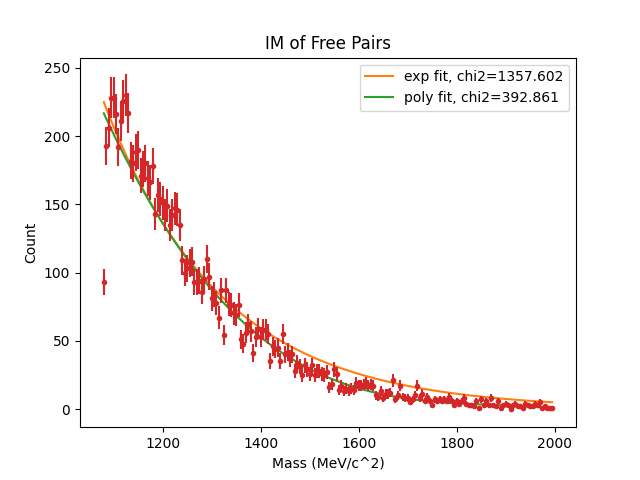 IM of Free Pairs
exp fit, chi2=1357.602
poly fit, chi2=392.861
250
200
150
100
50
0
Count
1200 1400 1600 1800 2000
Mass (MeV/c^2)